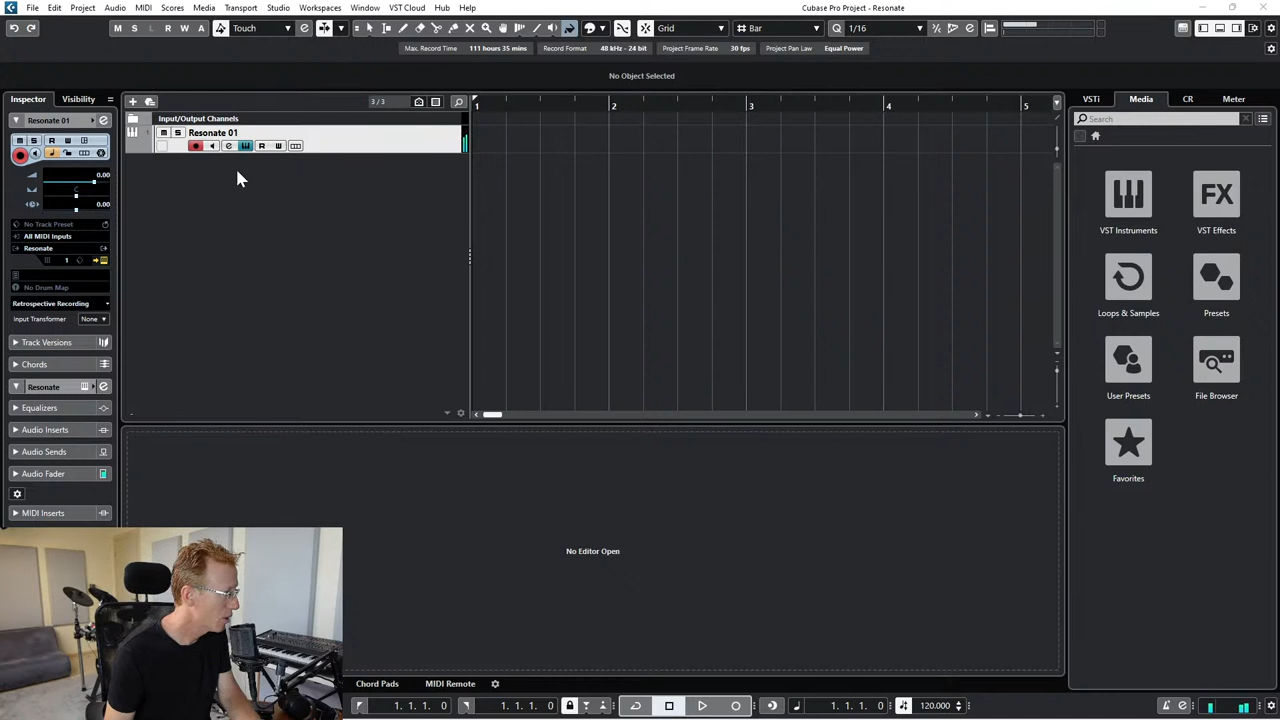 Cubase Pro Project - Resonate
File Edit Project Audio MIDI Scores Media Transport Studio Workspaces Window VST Cloud Hub Help
M S L R W A Touch Grid Bar Q 1/16
Max. Record Time 111 hours 35 mins Record Format 48 kHz - 24 bit Project Frame Rate 30 fps Project Pan Law Equal Power
No Object Selected
Inspector Visibility
3 / 3
1 2 3 4 5
VSTi Media CR Meter
Search
Resonate 01
M S R W
0.00
C
0.00
No Track Preset
All MIDI Inputs
Resonate
1
No Drum Map
Retrospective Recording
Input Transformer None
Track Versions
Chords
Resonate
Equalizers
Audio Inserts
Audio Sends
Audio Fader
MIDI Inserts
Input/Output Channels
1 M S Resonate 01
R W
VST Instruments VST Effects
Loops & Samples Presets
User Presets File Browser
Favorites
No Editor Open
Chord Pads MIDI Remote
1. 1. 1. 0 1. 1. 1. 0 1. 1. 1. 0 120.000